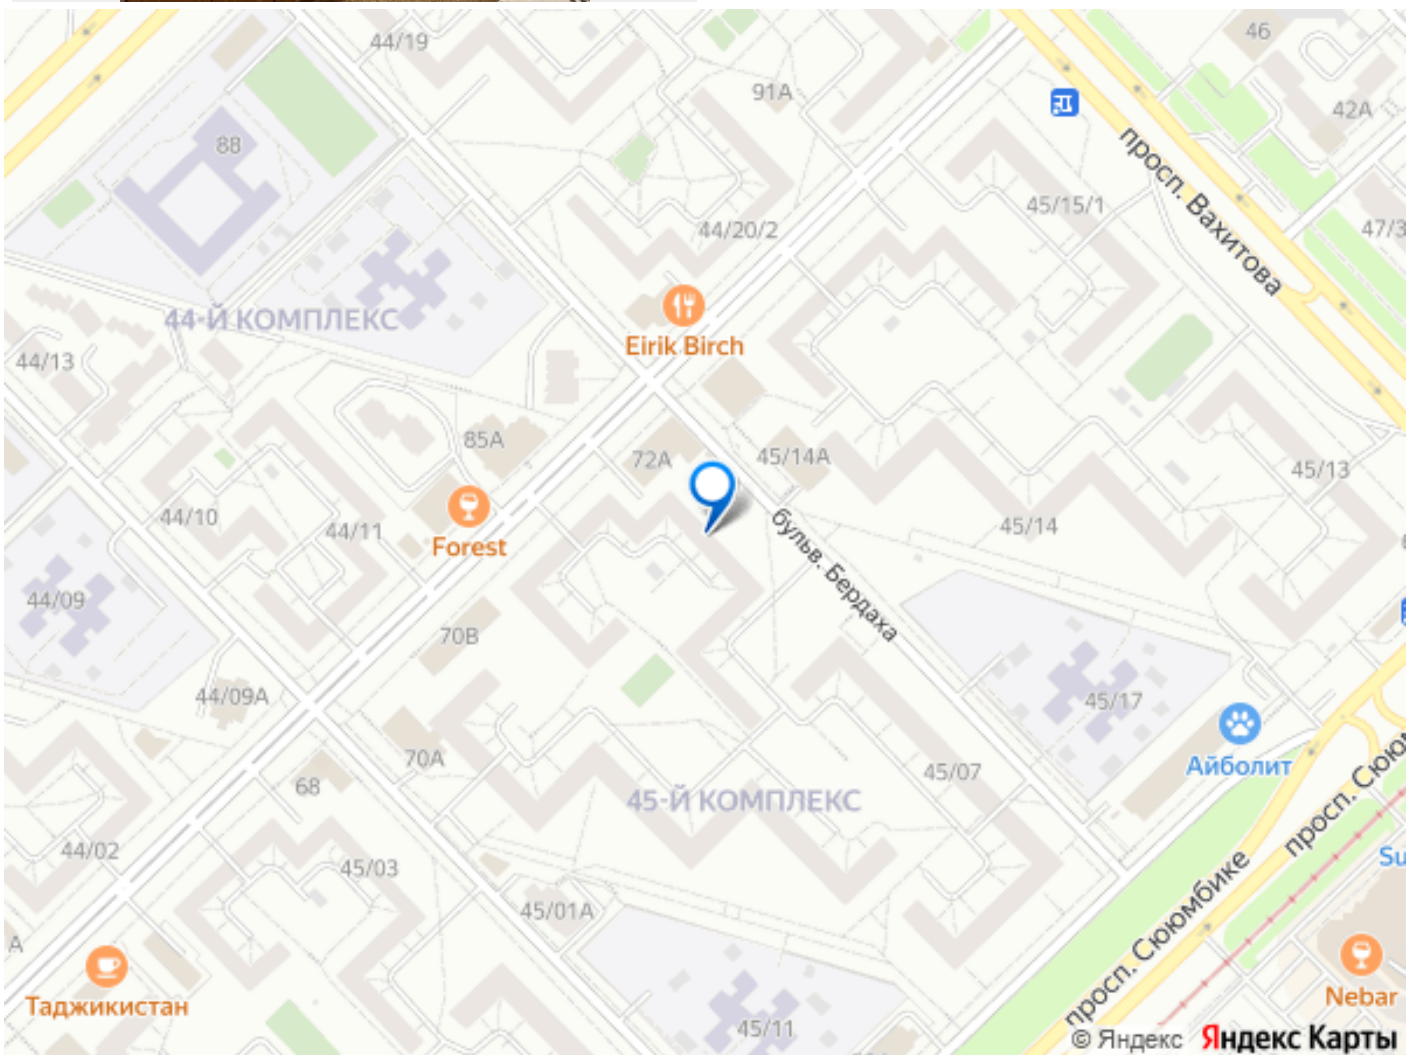 44/19
46
91А
42А
88
просп. Вахитова
45/15/1
44/20/2
47/3
44-Й КОМПЛЕКС
Eirik Birch
44/13
85А
72А
45/14А
45/13
44/10
44/11
45/14
Forest
бульв. Бердаха
44/09
70В
44/09А
45/17
70А
45/07
Айболит
68
45-Й КОМПЛЕКС
просп. Сююм
44/02
45/03
Su
просп. Сююмбике
45/01А
А
Таджикистан
Nebar
45/11
© Яндекс Яндекс Карты